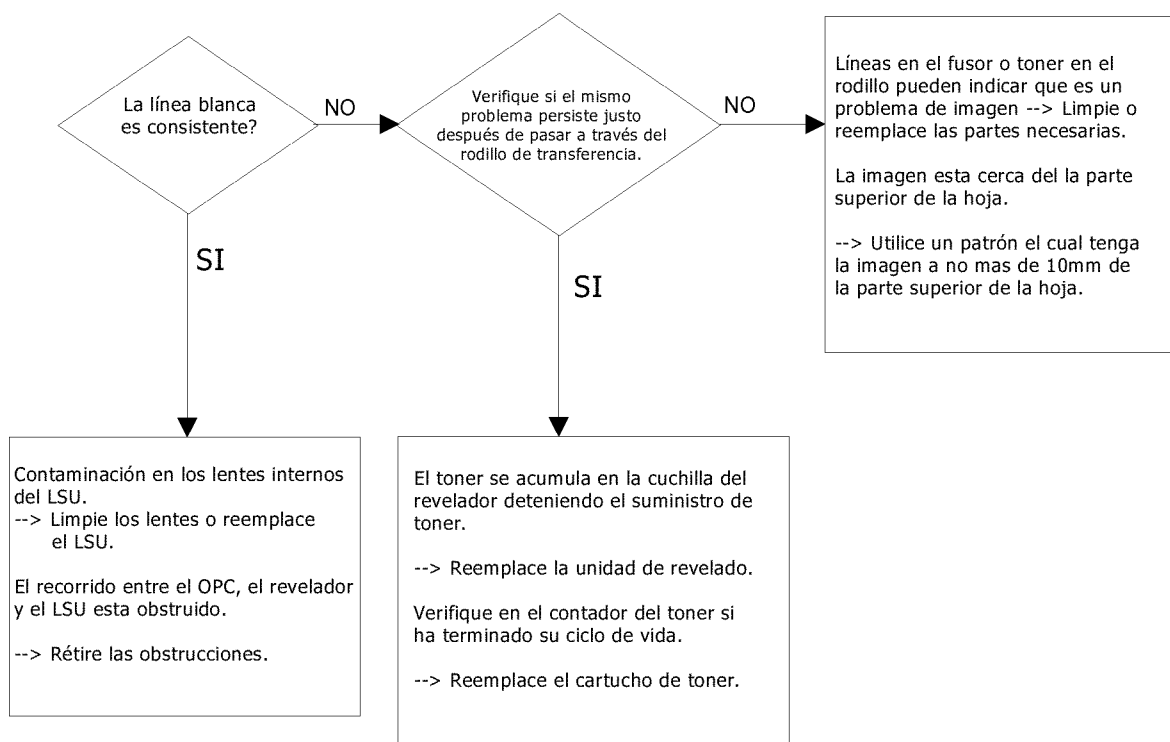 La línea blanca
es consistente?
NO
Verifique si el mismo
problema persiste justo
después de pasar a través del
rodillo de transferencia.
NO
Líneas en el fusor o toner en el
rodillo pueden indicar que es un
problema de imagen --> Limpie o
reemplace las partes necesarias.
La imagen esta cerca del la parte
superior de la hoja.
--> Utilice un patrón el cual tenga
la imagen a no mas de 10mm de
la parte superior de la hoja.
SI
SI
Contaminación en los lentes internos
del LSU.
--> Limpie los lentes o reemplace
el LSU.
El recorrido entre el OPC, el revelador
y el LSU esta obstruido.
--> Rétire las obstrucciones.
El toner se acumula en la cuchilla del
revelador deteniendo el suministro de
toner.
--> Reemplace la unidad de revelado.
Verifique en el contador del toner si
ha terminado su ciclo de vida.
--> Reemplace el cartucho de toner.